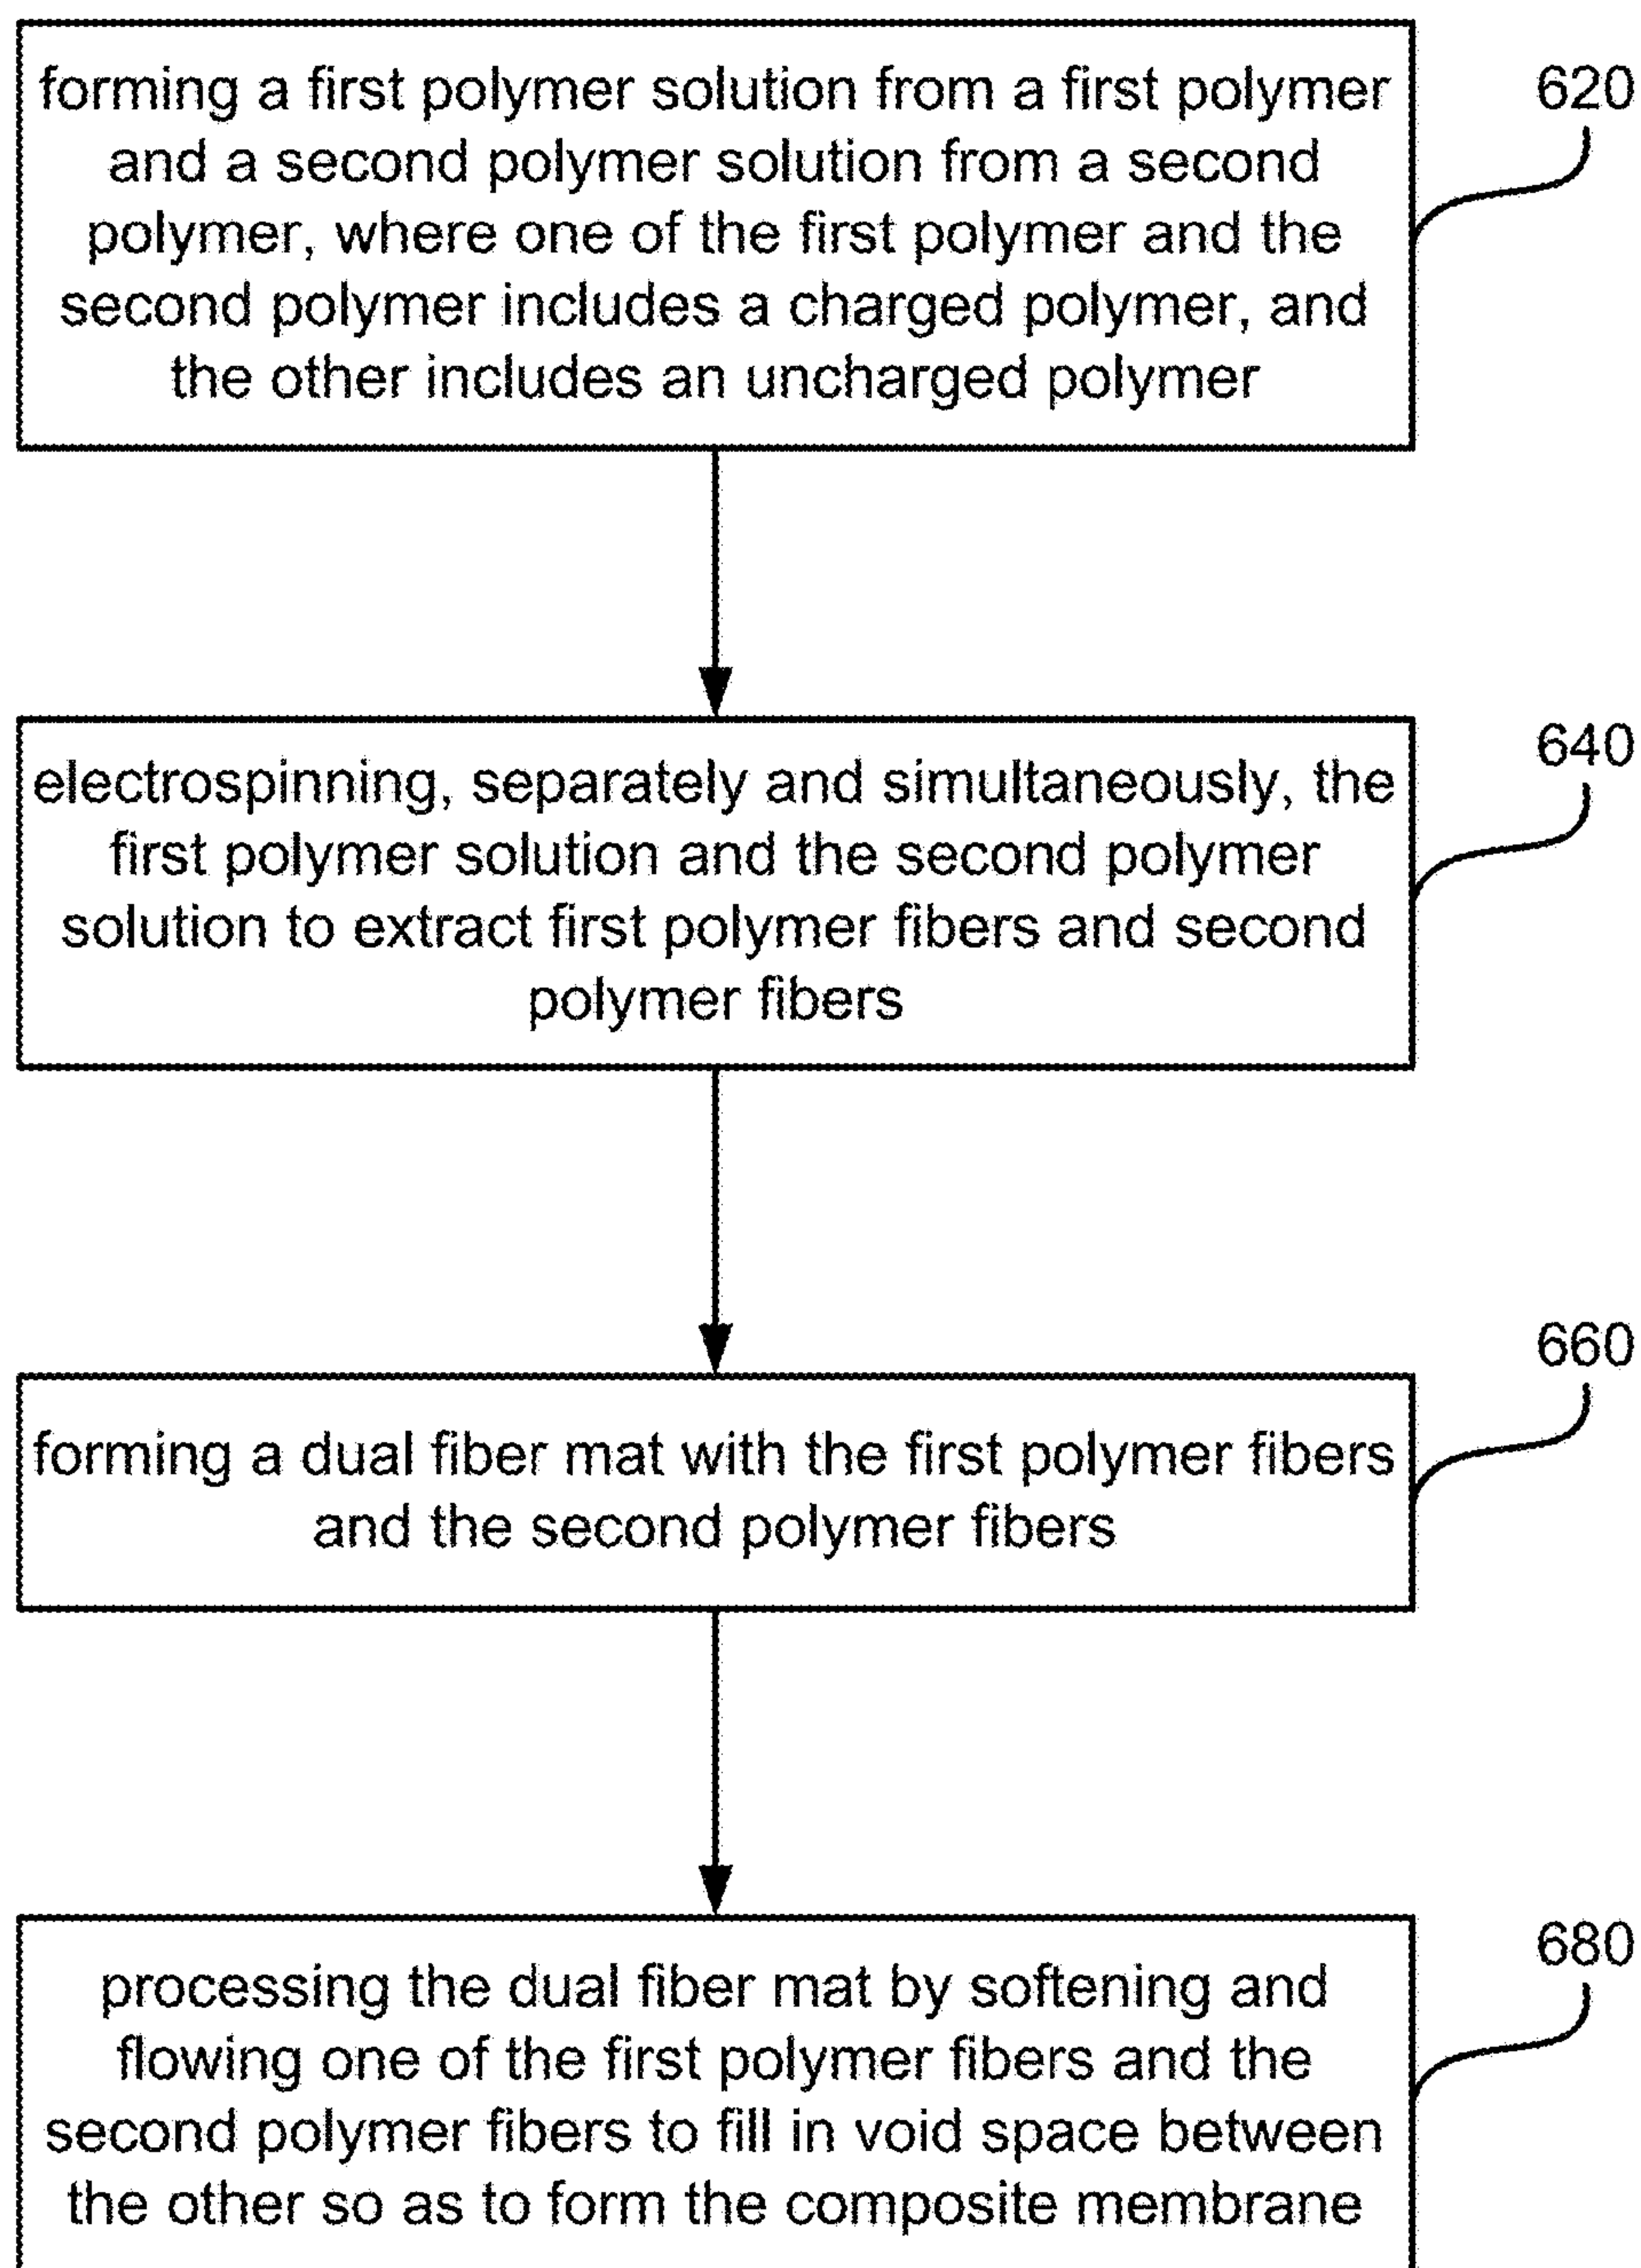 forming a first polymer solution from a first polymer
and a second polymer solution from a second
polymer, where one of the first polymer and the
second polymer includes a charged polymer, and
the other includes an uncharged polymer
620
electrospinning, separately and simultaneously, the
first polymer solution and the second polymer
solution to extract first polymer fibers and second
polymer fibers
640
forming a dual fiber mat with the first polymer fibers
and the second polymer fibers
660
processing the dual fiber mat by softening and
flowing one of the first polymer fibers and the
second polymer fibers to fill in void space between
the other so as to form the composite membrane
680